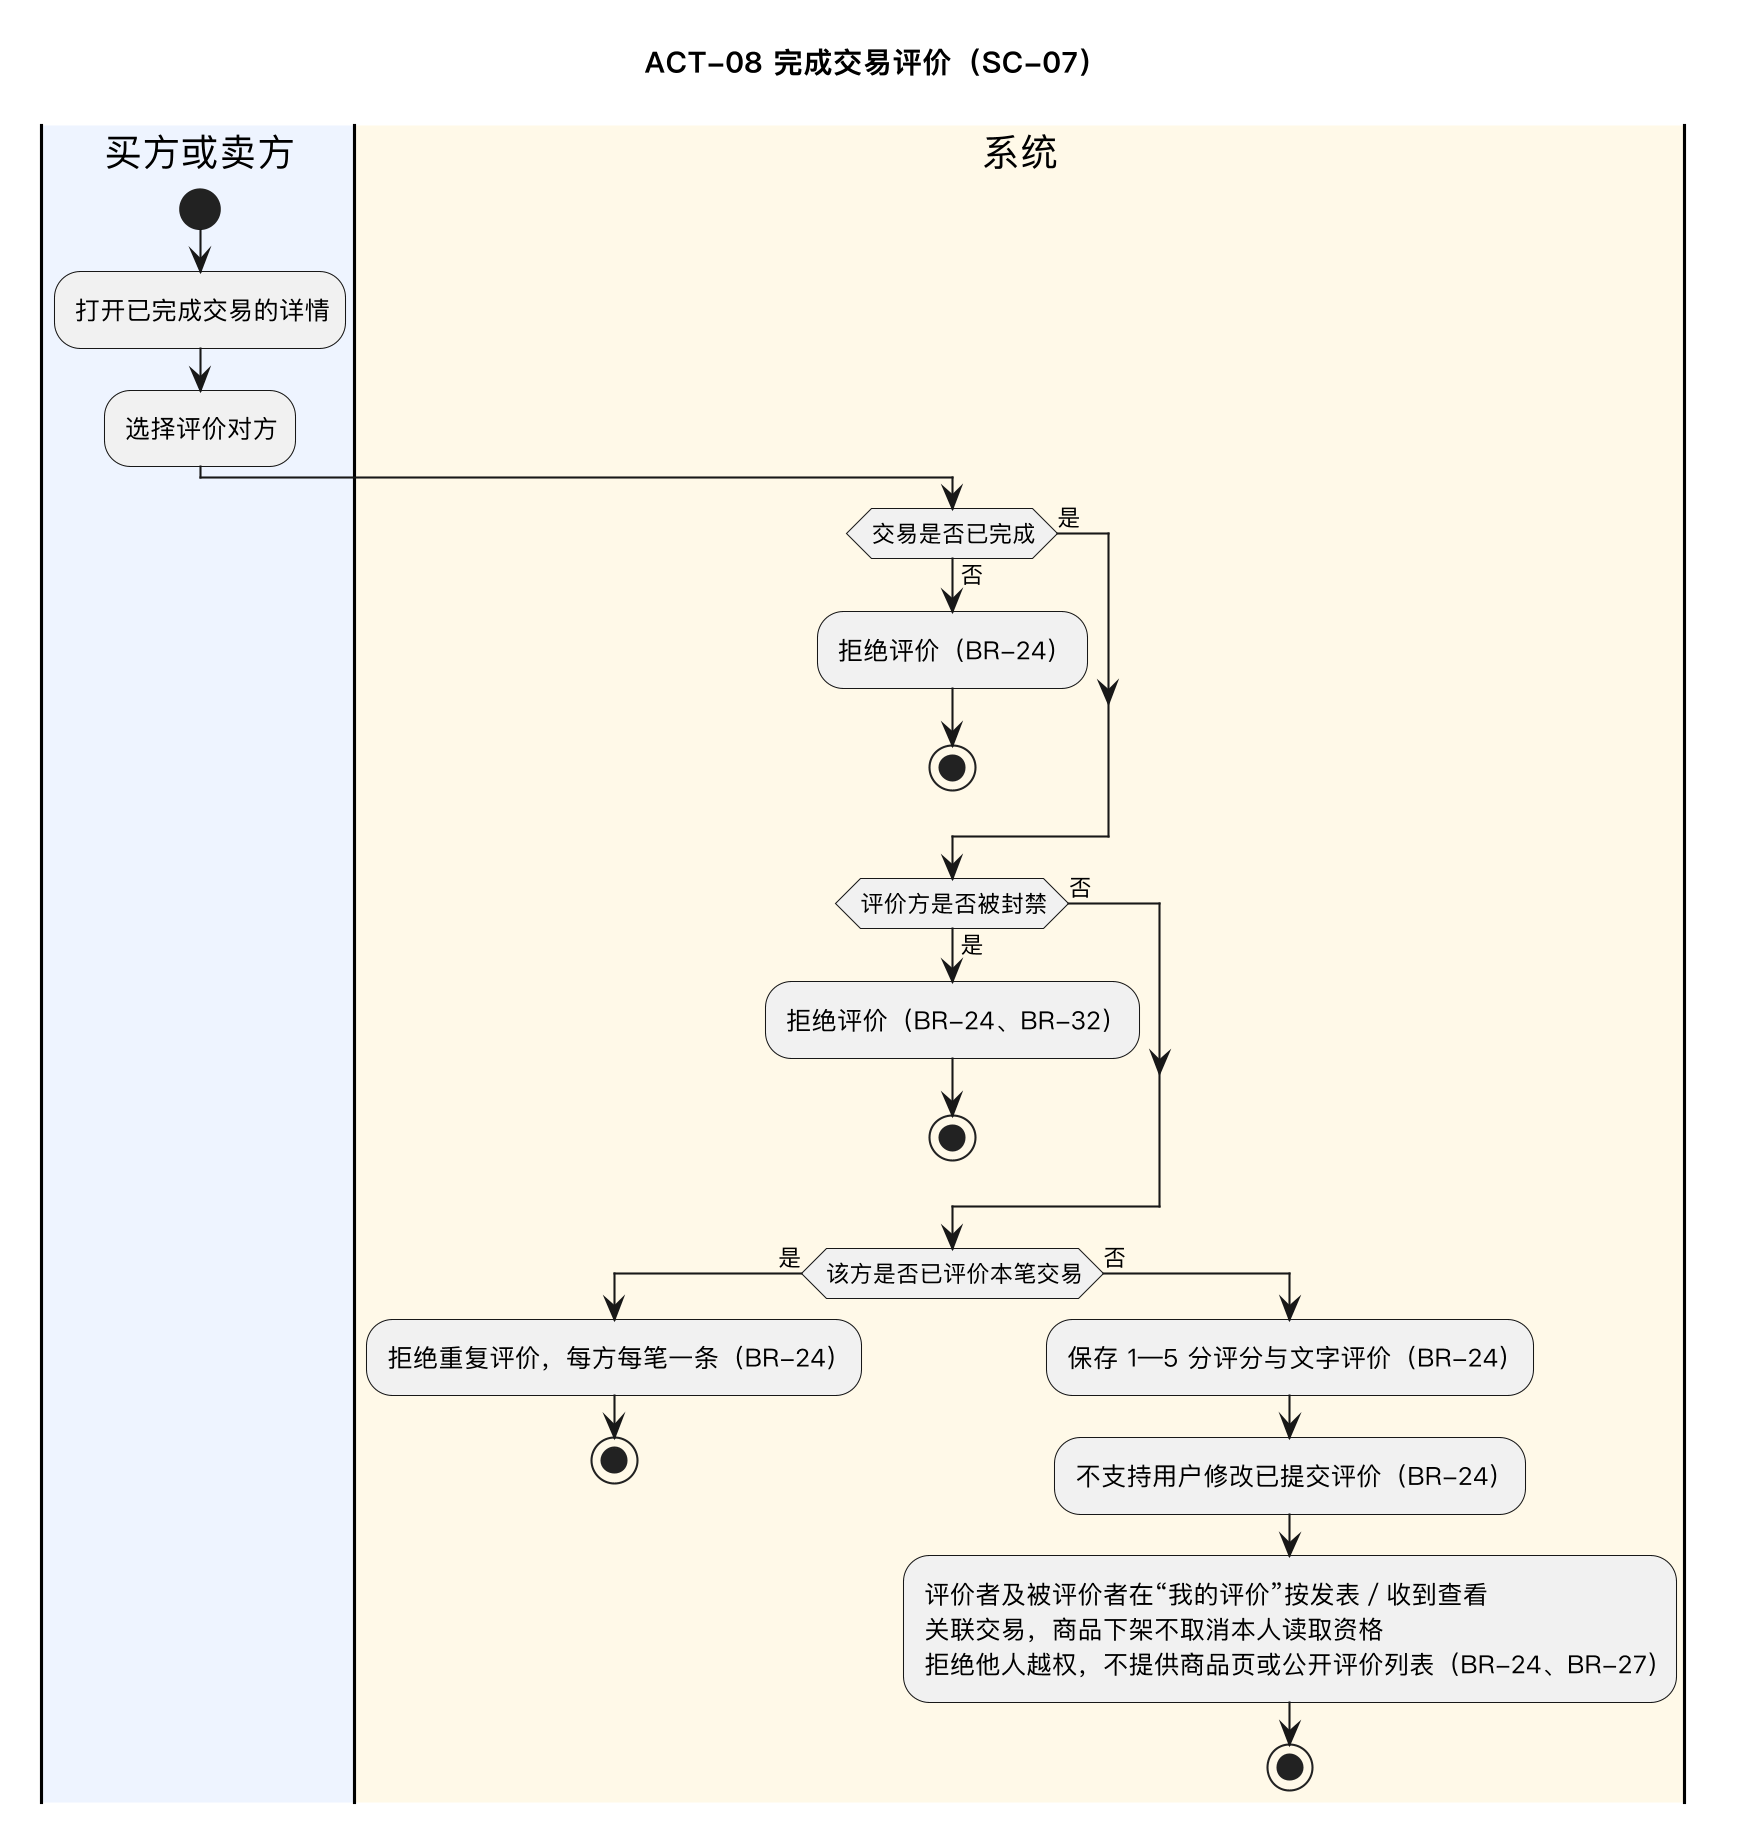 ACT–08 完成交易评价（SC–07）
买方或卖方
系统
打开已完成交易的详情
选择评价对方
交易是否已完成
是
否
拒绝评价（BR–24）
评价方是否被封禁
否
是
拒绝评价（BR–24、BR–32）
该方是否已评价本笔交易
是
否
拒绝重复评价，每方每笔一条（BR–24）
保存 1—5 分评分与文字评价（BR–24）
不支持用户修改已提交评价（BR–24）
评价者及被评价者在“我的评价”按发表 / 收到查看
关联交易，商品下架不取消本人读取资格
拒绝他人越权，不提供商品页或公开评价列表（BR–24、BR–27）